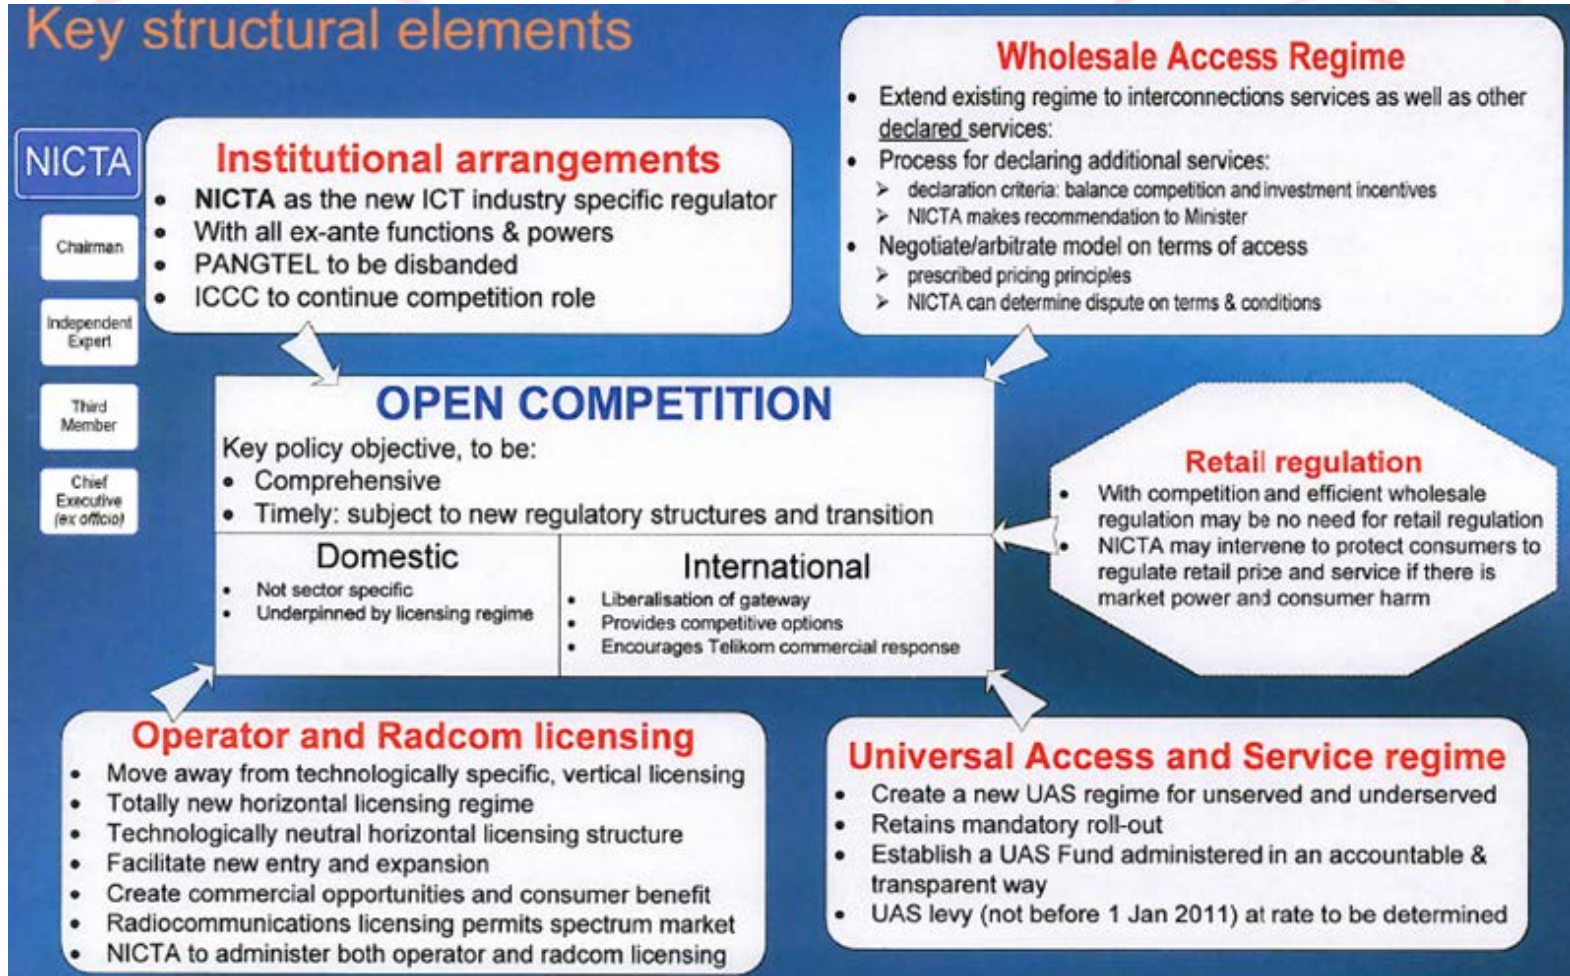 Key structural elements
NICTA
Chairman
Independent
Expert
Third
Member
Chief
Executive
(ex officio)
Institutional arrangements
• NICTA as the new ICT industry specific regulator
• With all ex-ante functions & powers
• PANGTEL to be disbanded
• ICCC to continue competition role
Wholesale Access Regime
• Extend existing regime to interconnections services as well as other
declared services:
• Process for declaring additional services:
➢ declaration criteria: balance competition and investment incentives
➢ NICTA makes recommendation to Minister
• Negotiate/arbitrate model on terms of access
➢ prescribed pricing principles
➢ NICTA can determine dispute on terms & conditions
OPEN COMPETITION
Key policy objective, to be:
• Comprehensive
• Timely: subject to new regulatory structures and transition
Domestic
• Not sector specific
• Underpinned by licensing regime
International
• Liberalisation of gateway
• Provides competitive options
• Encourages Telikom commercial response
Retail regulation
• With competition and efficient wholesale
regulation may be no need for retail regulation
• NICTA may intervene to protect consumers to
regulate retail price and service if there is
market power and consumer harm
Operator and Radcom licensing
• Move away from technologically specific, vertical licensing
• Totally new horizontal licensing regime
• Technologically neutral horizontal licensing structure
• Facilitate new entry and expansion
• Create commercial opportunities and consumer benefit
• Radiocommunications licensing permits spectrum market
• NICTA to administer both operator and radcom licensing
Universal Access and Service regime
• Create a new UAS regime for unserved and underserved
• Retains mandatory roll-out
• Establish a UAS Fund administered in an accountable &
transparent way
• UAS levy (not before 1 Jan 2011) at rate to be determined